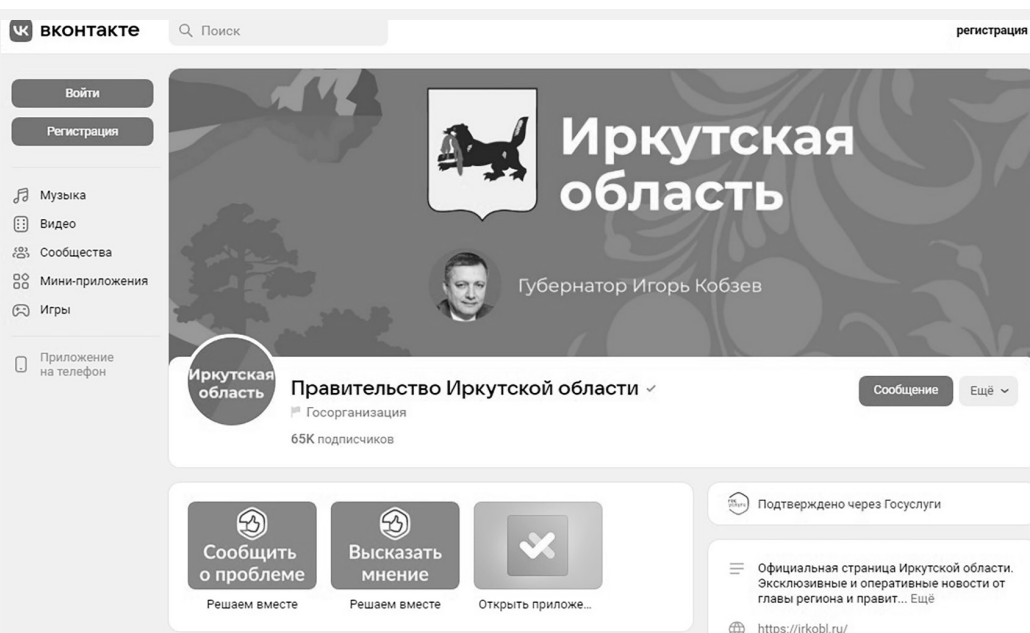 вконтакте
Поиск
регистрация
Войти
Регистрация
Музыка
Видео
Сообщества
Мини-приложения
Игры
Приложение
на телефон
Иркутская
область
Губернатор Игорь Кобзев
Иркутская
область
Правительство Иркутской области
Госорганизация
65K подписчиков
Сообщение
Ещё
Сообщить
о проблеме
Решаем вместе
Высказать
мнение
Решаем вместе
Открыть приложе...
Подтверждено через Госуслуги
Официальная страница Иркутской области.
Эксклюзивные и оперативные новости от
главы региона и правит... Ещё
https://irkobl.ru/